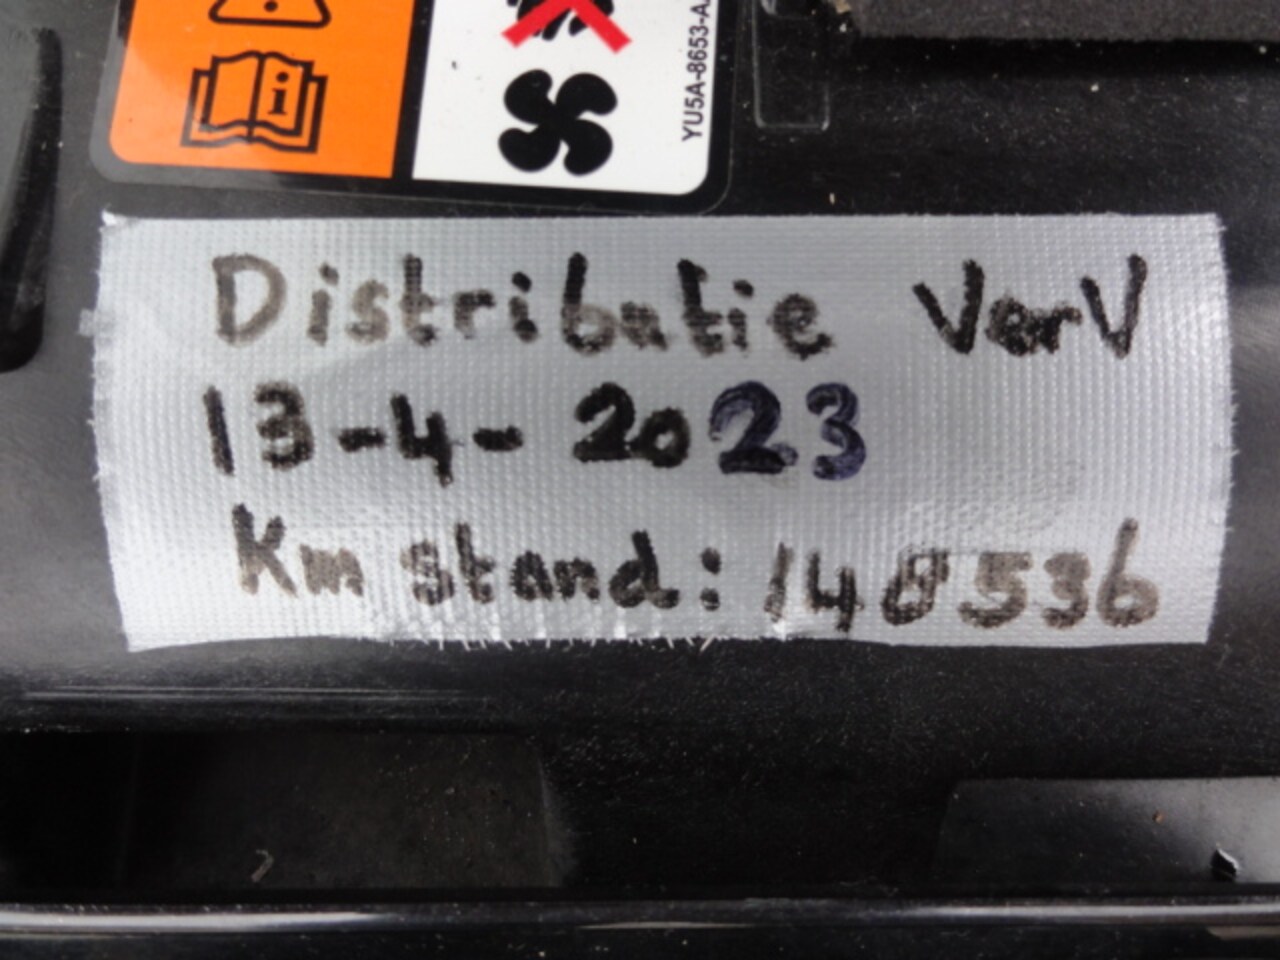 YU5A-8653-A
Distributie VerV
13-4-2023
Km stand: 148536